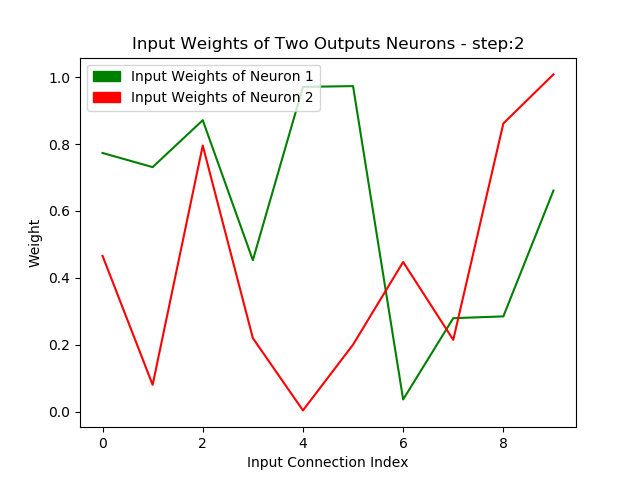 Input Weights of Two Outputs Neurons - step:2
Input Weights of Neuron 1
Input Weights of Neuron 2
1.0
0.8
0.6
0.4
0.2
0.0
Weight
0 2 4 6 8
Input Connection Index